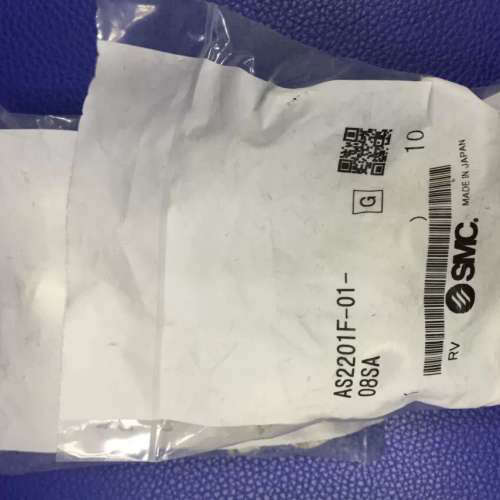 AS2201F-01-
08SA
G
10
RV
SMC.
MADE IN JAPAN